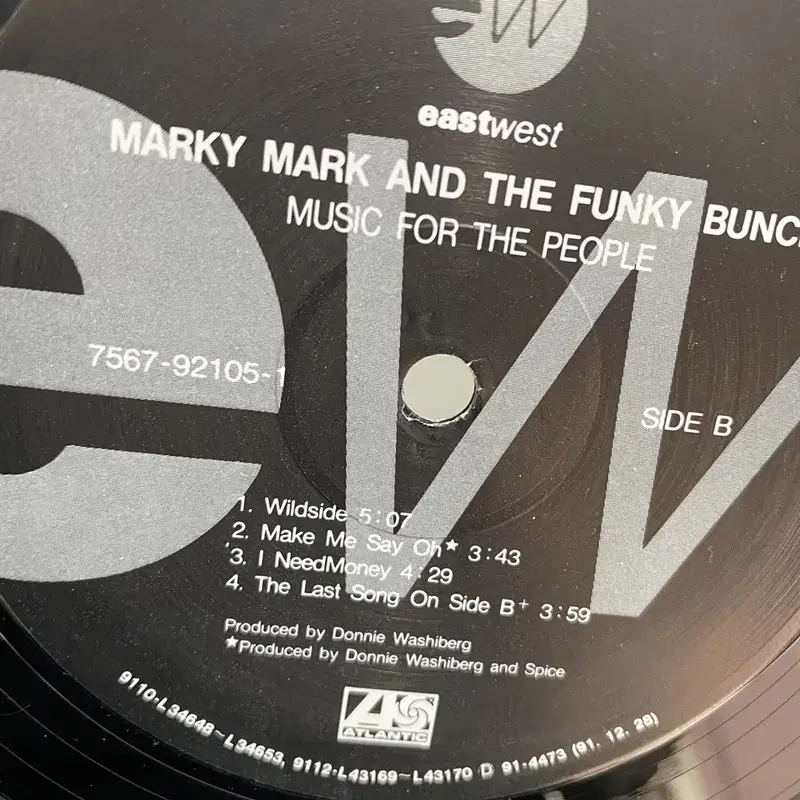 eastwest
MARKY MARK AND THE FUNKY BUNC
MUSIC FOR THE PEOPLE
7567-92105-1
SIDE B
1. Wildside 5:07
2. Make Me Say Oh★ 3:43
3. I NeedMoney 4:29
4. The Last Song On Side B+ 3:59
Produced by Donnie Washiberg
★Produced by Donnie Washiberg and Spice
ATLANTIC
9110-L34648~L34653, 9112-L43169~L43170 D 91-4473 (91. 12. 28)
ew